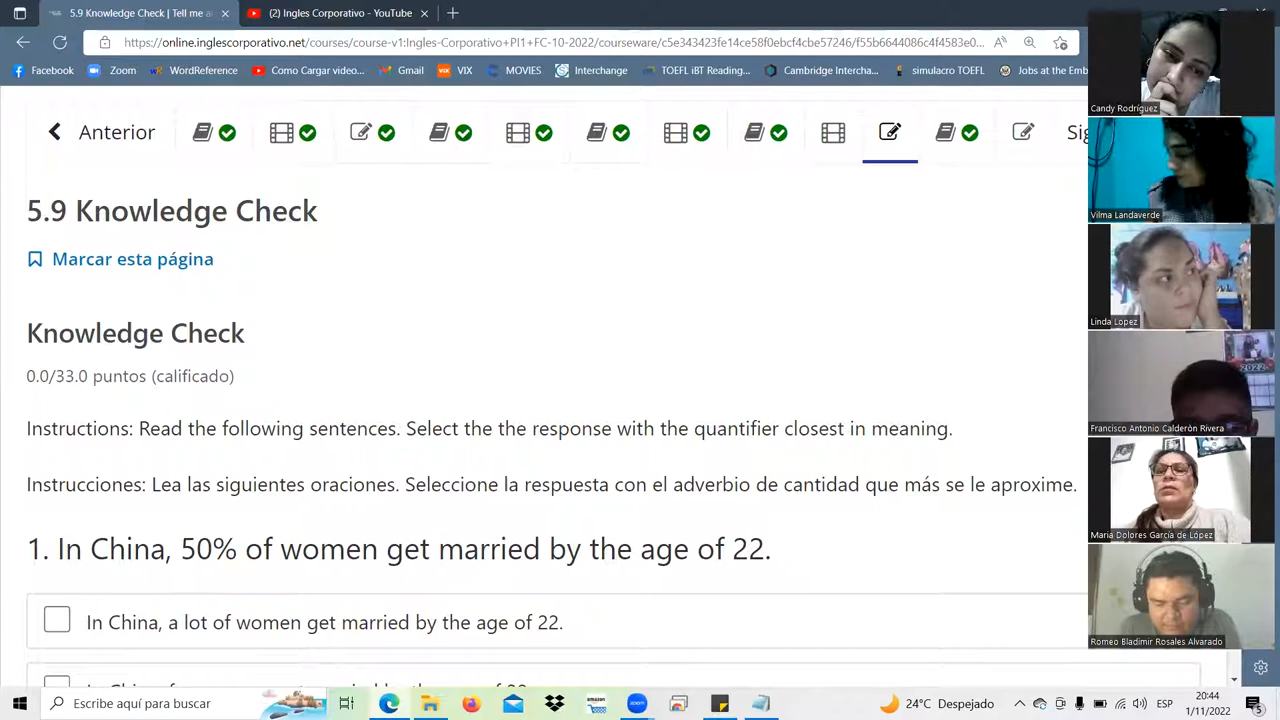 5.9 Knowledge Check | Tell me a
(2) Ingles Corporativo - YouTube
https://online.inglescorporativo.net/courses/course-v1:Ingles-Corporativo+PI1+FC-10-2022/courseware/c5e343423fe14ce58f0ebcf4cbe57246/f55b6644086c4f4583e0...
Facebook Zoom WordReference Como Cargar video... Gmail VIX MOVIES Interchange TOEFL iBT Reading... Cambridge Intercha... simulacro TOEFL Jobs at the Emb
Anterior
5.9 Knowledge Check
Marcar esta página
Knowledge Check
0.0/33.0 puntos (calificado)
Instructions: Read the following sentences. Select the the response with the quantifier closest in meaning.
Instrucciones: Lea las siguientes oraciones. Seleccione la respuesta con el adverbio de cantidad que más se le aproxime.
1. In China, 50% of women get married by the age of 22.
In China, a lot of women get married by the age of 22.
Candy Rodríguez
Vilma Landaverde
Linda Lopez
2022
Francisco Antonio Calderón Rivera
Maria Dolores García de López
Romeo Bladimir Rosales Alvarado
Escribe aquí para buscar
amazon
zoom
24°C Despejado
ESP
20:44
1/11/2022
5